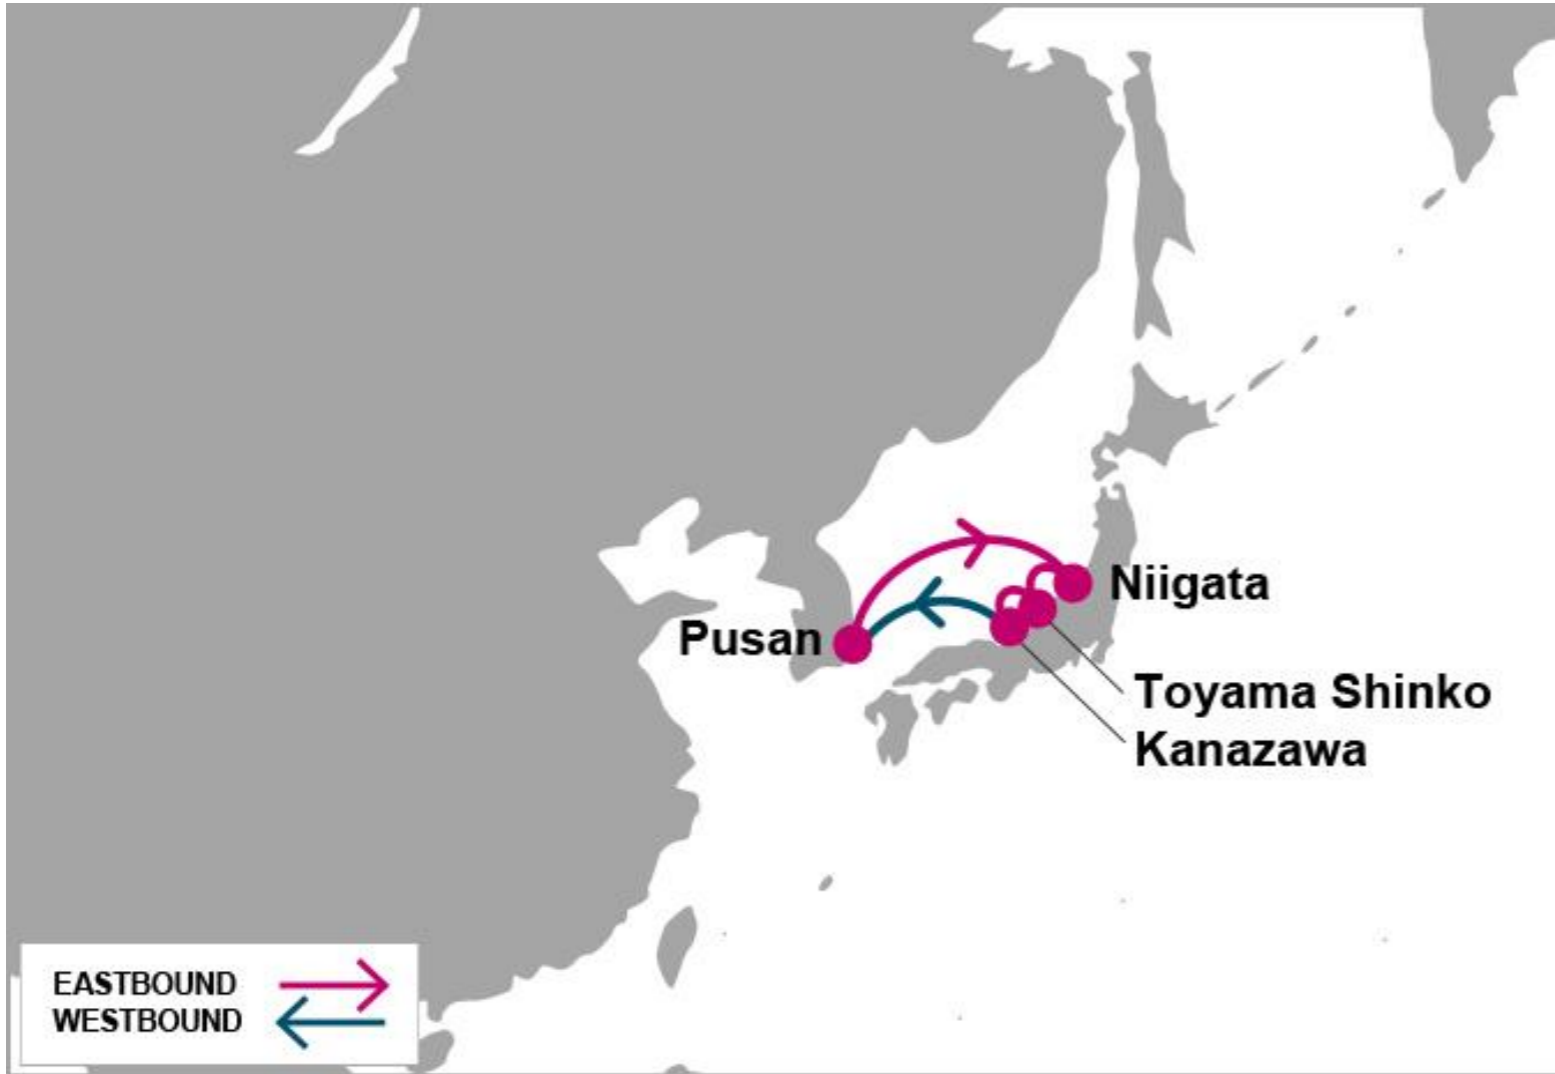 Niigata
Pusan
Toyama Shinko
Kanazawa
EASTBOUND
WESTBOUND